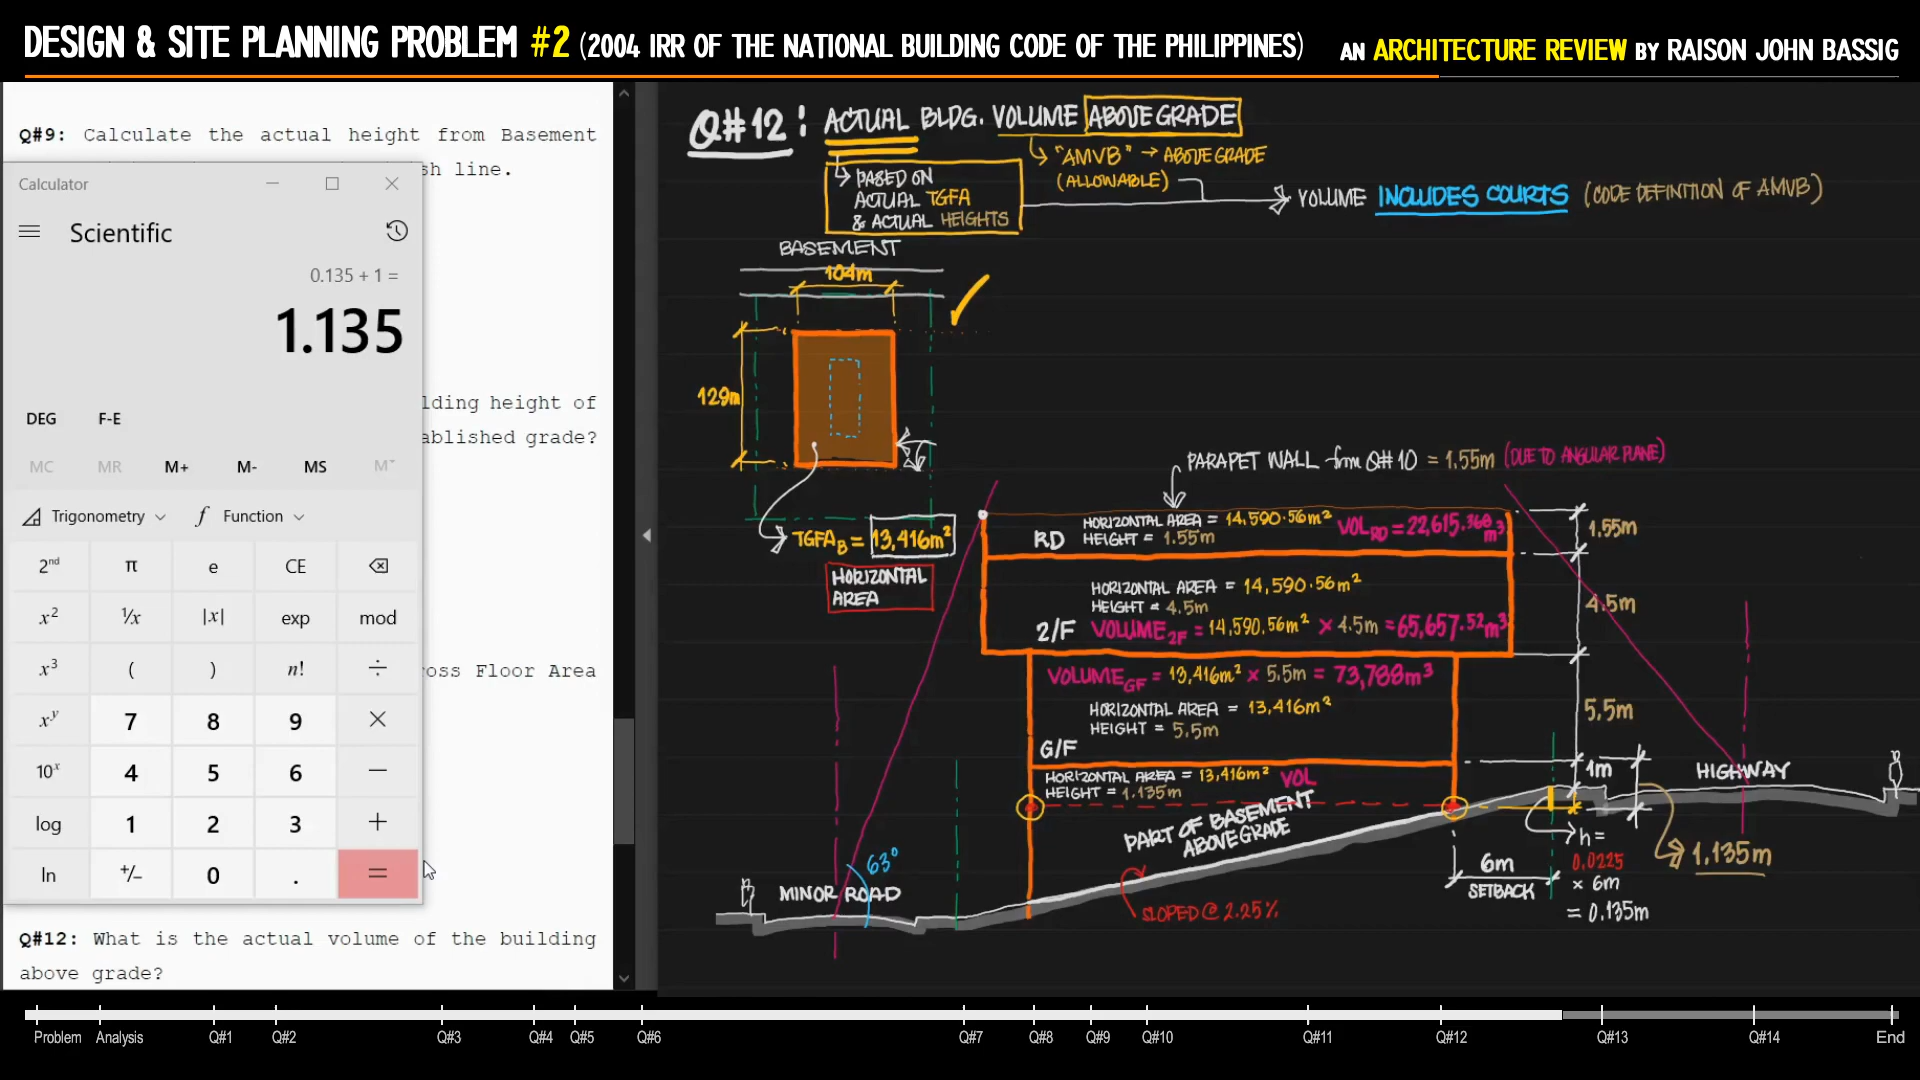 DESIGN & SITE PLANNING PROBLEM #2 (2004 IRR OF THE NATIONAL BUILDING CODE OF THE PHILIPPINES)
AN ARCHITECTURE REVIEW BY RAISON JOHN BASSIG
Q#9: Calculate the actual height from Basement
sh line.
Calculator
Scientific
0.135 + 1 =
1.135
DEG F-E
lding height of
ablished grade?
MC MR M+ M- MS M˅
Trigonometry f Function
2nd π e CE
x² ¹/x |x| exp mod
x³ ( ) n! ÷
oss Floor Area
xʸ 7 8 9 ×
10ˣ 4 5 6 −
log 1 2 3 +
ln +/− 0 . =
Q#12: What is the actual volume of the building
above grade?
Q#12: ACTUAL BLDG. VOLUME ABOVE GRADE
"AMVB" → ABOVE GRADE
(ALLOWABLE)
BASED ON
ACTUAL TGFA
& ACTUAL HEIGHTS
VOLUME INCLUDES COURTS (CODE DEFINITION OF AMVB)
BASEMENT
104m
129m
TGFA_B = 13,416m²
HORIZONTAL
AREA
PARAPET WALL from Q#10 = 1.55m (DUE TO ANGULAR PLANE)
RD
HORIZONTAL AREA = 14,590.56m²
HEIGHT = 1.55m
VOL_RD = 22,615.368m³
1.55m
HORIZONTAL AREA = 14,590.56m²
HEIGHT = 4.5m
4.5m
2/F VOLUME_2F = 14,590.56m² × 4.5m = 65,657.52m³
VOLUME_GF = 13,416m² × 5.5m = 73,788m³
HORIZONTAL AREA = 13,416m²
HEIGHT = 5.5m
5.5m
G/F
HORIZONTAL AREA = 13,416m² VOL
HEIGHT = 1.135m
PART OF BASEMENT
ABOVE GRADE
1m
HIGHWAY
h =
0.0225
× 6m
= 0.135m
1.135m
6m
SETBACK
63°
MINOR ROAD
SLOPED @ 2.25%
Problem Analysis Q#1 Q#2 Q#3 Q#4 Q#5 Q#6 Q#7 Q#8 Q#9 Q#10 Q#11 Q#12 Q#13 Q#14 End